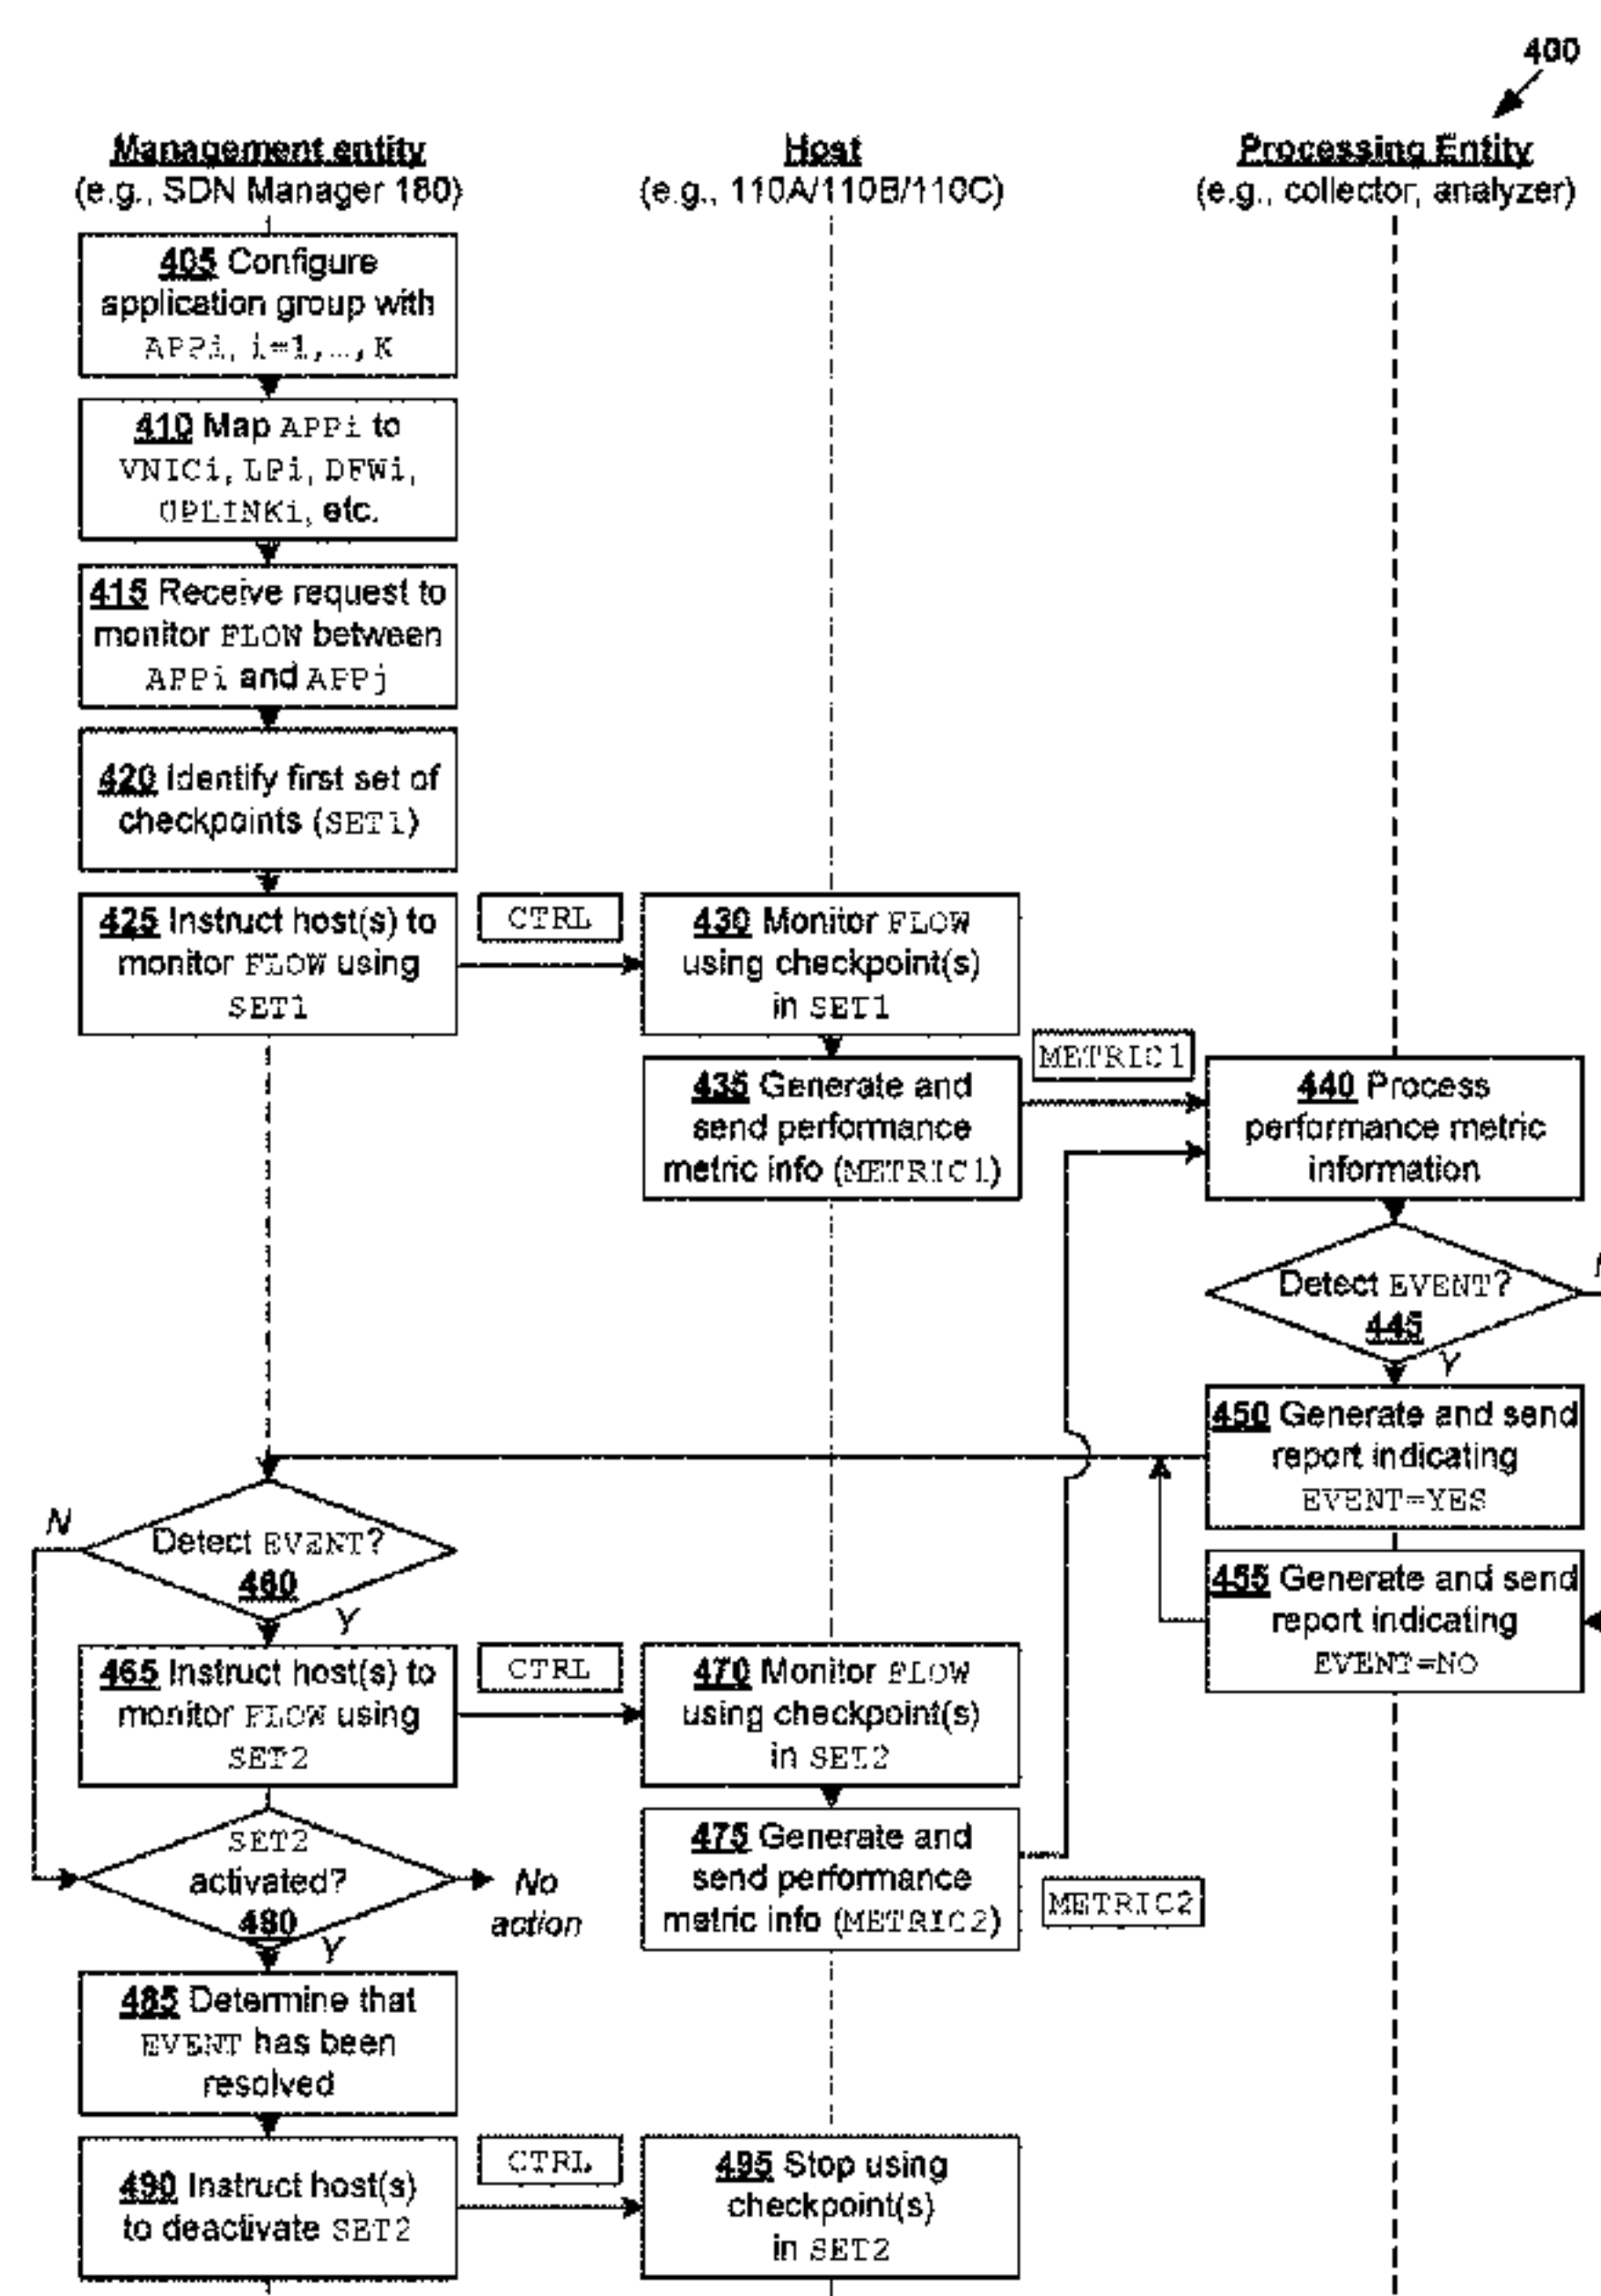 400
Management entity
(e.g., SDN Manager 180)
Host
(e.g., 110A/110B/110C)
Processing Entity
(e.g., collector, analyzer)
405 Configure
application group with
APPi, i=1,…, K
410 Map APPi to
VNICi, LPi, DFWi,
UPLINKi, etc.
415 Receive request to
monitor FLOW between
APPi and APPj
420 Identify first set of
checkpoints (SET1)
425 Instruct host(s) to
monitor FLOW using
SET1
CTRL
430 Monitor FLOW
using checkpoint(s)
in SET1
435 Generate and
send performance
metric info (METRIC1)
METRIC1
440 Process
performance metric
information
Detect EVENT?
445
Y
450 Generate and send
report indicating
EVENT=YES
455 Generate and send
report indicating
EVENT=NO
N
Detect EVENT?
460
Y
465 Instruct host(s) to
monitor FLOW using
SET2
CTRL
470 Monitor FLOW
using checkpoint(s)
in SET2
475 Generate and
send performance
metric info (METRIC2)
METRIC2
SET2
activated?
480
No
action
Y
485 Determine that
EVENT has been
resolved
490 Instruct host(s)
to deactivate SET2
CTRL
495 Stop using
checkpoint(s)
in SET2